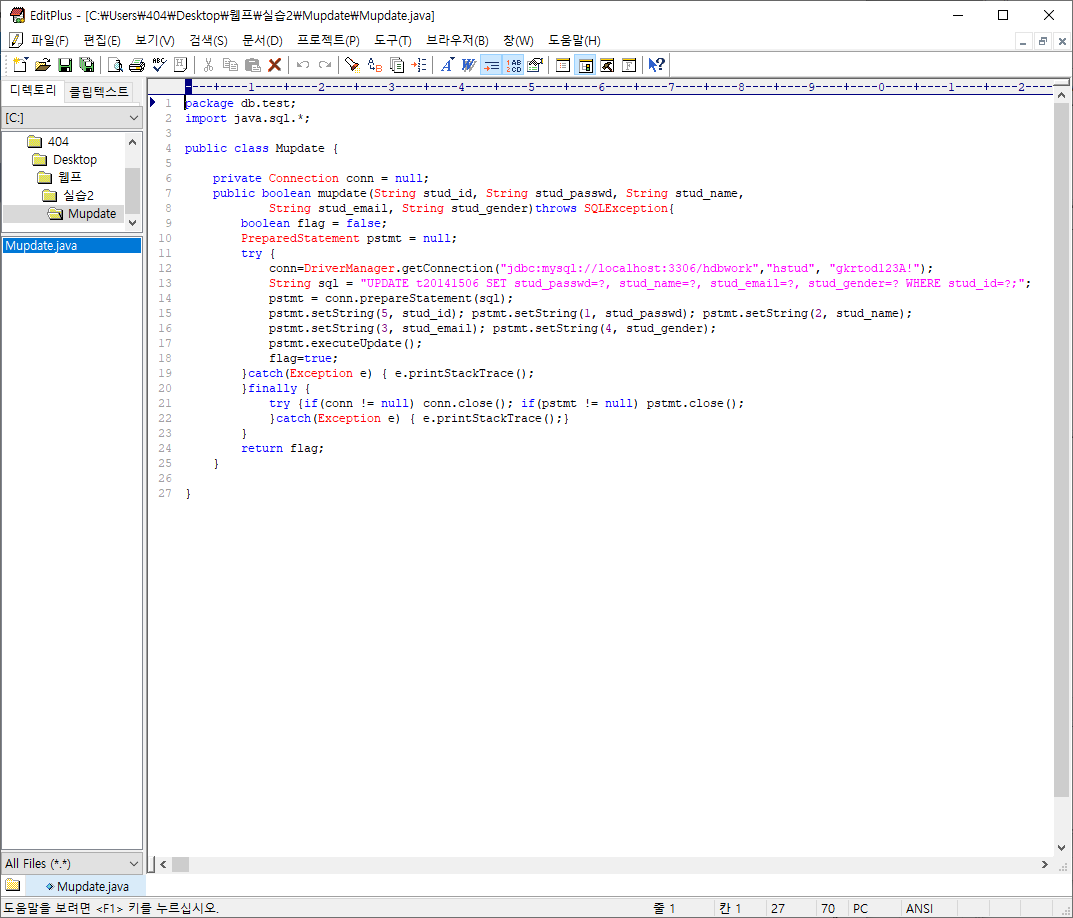 EditPlus - [C:₩Users₩404₩Desktop₩웹프₩실습2₩Mupdate₩Mupdate.java]
파일(F) 편집(E) 보기(V) 검색(S) 문서(D) 프로젝트(P) 도구(T) 브라우저(B) 창(W) 도움말(H)
디렉토리 클립텍스트
----+----1----+----2----+----3----+----4----+----5----+----6----+----7----+----8----+----9----+----0----+----1----+----2--
[C:]
404
Desktop
웹프
실습2
Mupdate
Mupdate.java
1 package db.test;
2 import java.sql.*;
3
4 public class Mupdate {
5
6     private Connection conn = null;
7     public boolean mupdate(String stud_id, String stud_passwd, String stud_name,
8             String stud_email, String stud_gender)throws SQLException{
9         boolean flag = false;
10         PreparedStatement pstmt = null;
11         try {
12             conn=DriverManager.getConnection("jdbc:mysql://localhost:3306/hdbwork","hstud", "gkrtod123A!");
13             String sql = "UPDATE t20141506 SET stud_passwd=?, stud_name=?, stud_email=?, stud_gender=? WHERE stud_id=?;";
14             pstmt = conn.prepareStatement(sql);
15             pstmt.setString(5, stud_id); pstmt.setString(1, stud_passwd); pstmt.setString(2, stud_name);
16             pstmt.setString(3, stud_email); pstmt.setString(4, stud_gender);
17             pstmt.executeUpdate();
18             flag=true;
19         }catch(Exception e) { e.printStackTrace();
20         }finally {
21             try {if(conn != null) conn.close(); if(pstmt != null) pstmt.close();
22             }catch(Exception e) { e.printStackTrace();}
23         }
24         return flag;
25     }
26
27 }
All Files (*.*)
Mupdate.java
도움말을 보려면 <F1> 키를 누르십시오. 줄 1 칸 1 27 70 PC ANSI